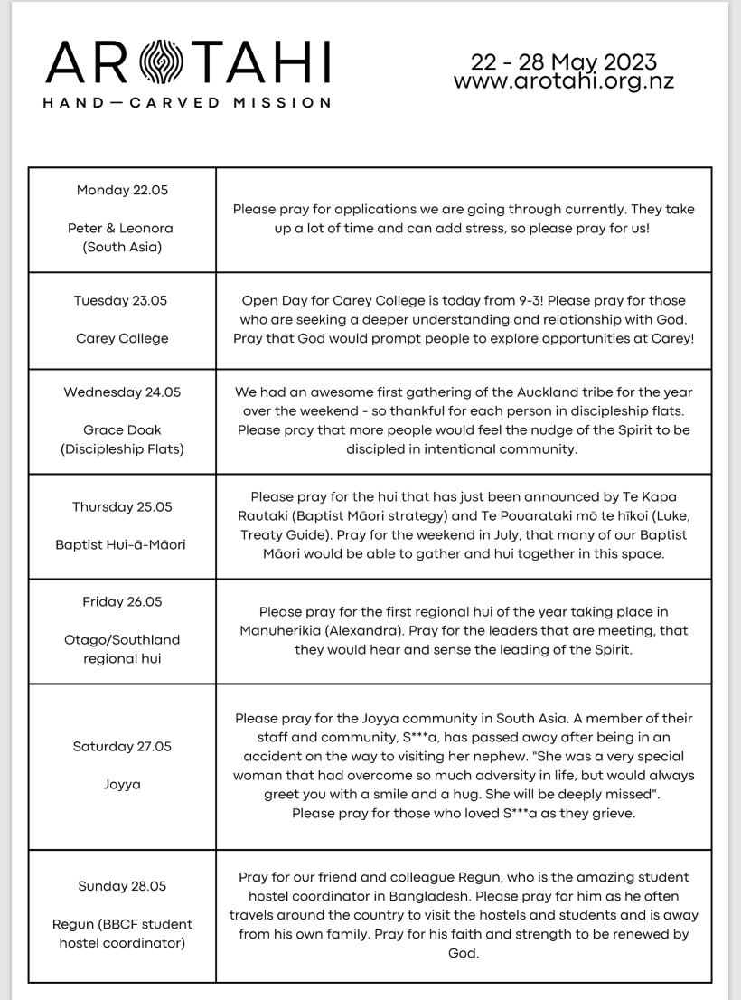 AROTAHI
HAND—CARVED MISSION
22 - 28 May 2023
www.arotahi.org.nz
Monday 22.05
Peter & Leonora
(South Asia)
Please pray for applications we are going through currently. They take
up a lot of time and can add stress, so please pray for us!
Tuesday 23.05
Carey College
Open Day for Carey College is today from 9-3! Please pray for those
who are seeking a deeper understanding and relationship with God.
Pray that God would prompt people to explore opportunities at Carey!
Wednesday 24.05
Grace Doak
(Discipleship Flats)
We had an awesome first gathering of the Auckland tribe for the year
over the weekend - so thankful for each person in discipleship flats.
Please pray that more people would feel the nudge of the Spirit to be
discipled in intentional community.
Thursday 25.05
Baptist Hui-ā-Māori
Please pray for the hui that has just been announced by Te Kapa
Rautaki (Baptist Māori strategy) and Te Pouarataki mō te hīkoi (Luke,
Treaty Guide). Pray for the weekend in July, that many of our Baptist
Māori would be able to gather and hui together in this space.
Friday 26.05
Otago/Southland
regional hui
Please pray for the first regional hui of the year taking place in
Manuherikia (Alexandra). Pray for the leaders that are meeting, that
they would hear and sense the leading of the Spirit.
Saturday 27.05
Joyya
Please pray for the Joyya community in South Asia. A member of their
staff and community, S***a, has passed away after being in an
accident on the way to visiting her nephew. "She was a very special
woman that had overcome so much adversity in life, but would always
greet you with a smile and a hug. She will be deeply missed".
Please pray for those who loved S***a as they grieve.
Sunday 28.05
Regun (BBCF student
hostel coordinator)
Pray for our friend and colleague Regun, who is the amazing student
hostel coordinator in Bangladesh. Please pray for him as he often
travels around the country to visit the hostels and students and is away
from his own family. Pray for his faith and strength to be renewed by
God.